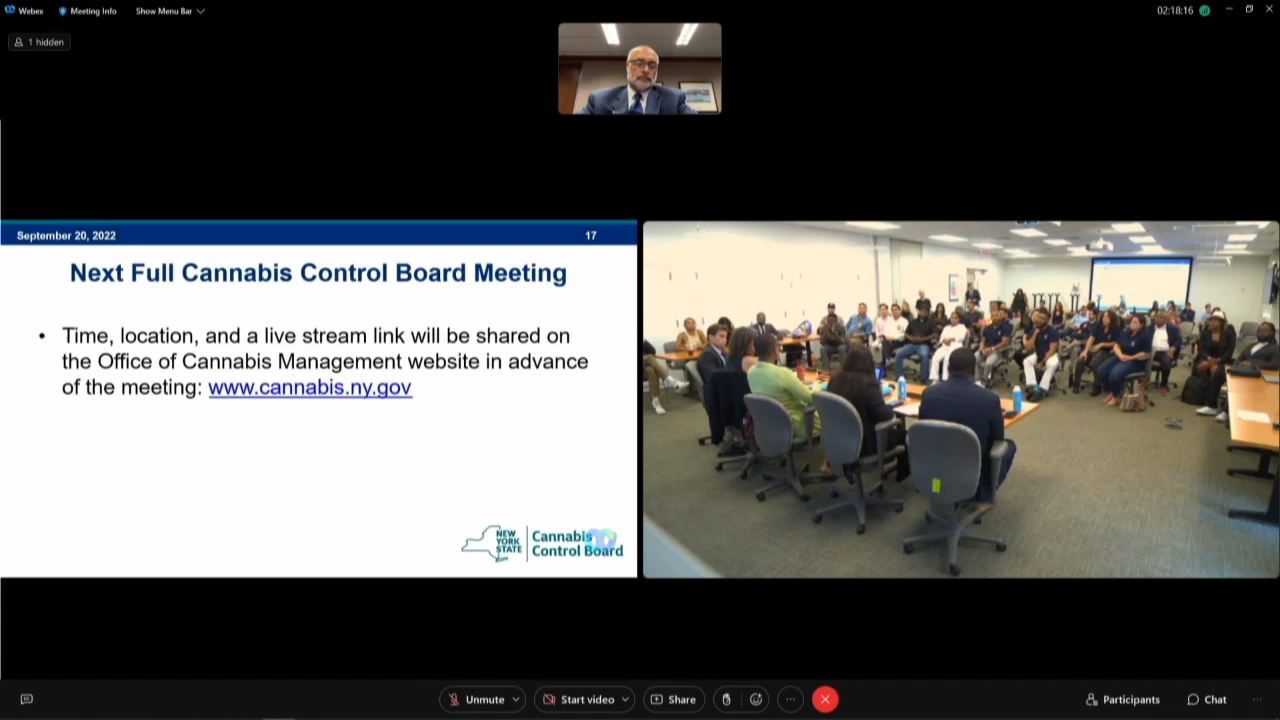 Webex
Meeting Info
Show Menu Bar
02:18:16
1 hidden
September 20, 2022
17
Next Full Cannabis Control Board Meeting
• Time, location, and a live stream link will be shared on
the Office of Cannabis Management website in advance
of the meeting: www.cannabis.ny.gov
NEW
YORK
STATE
Cannabis
Control Board
Unmute
Start video
Share
Participants
Chat